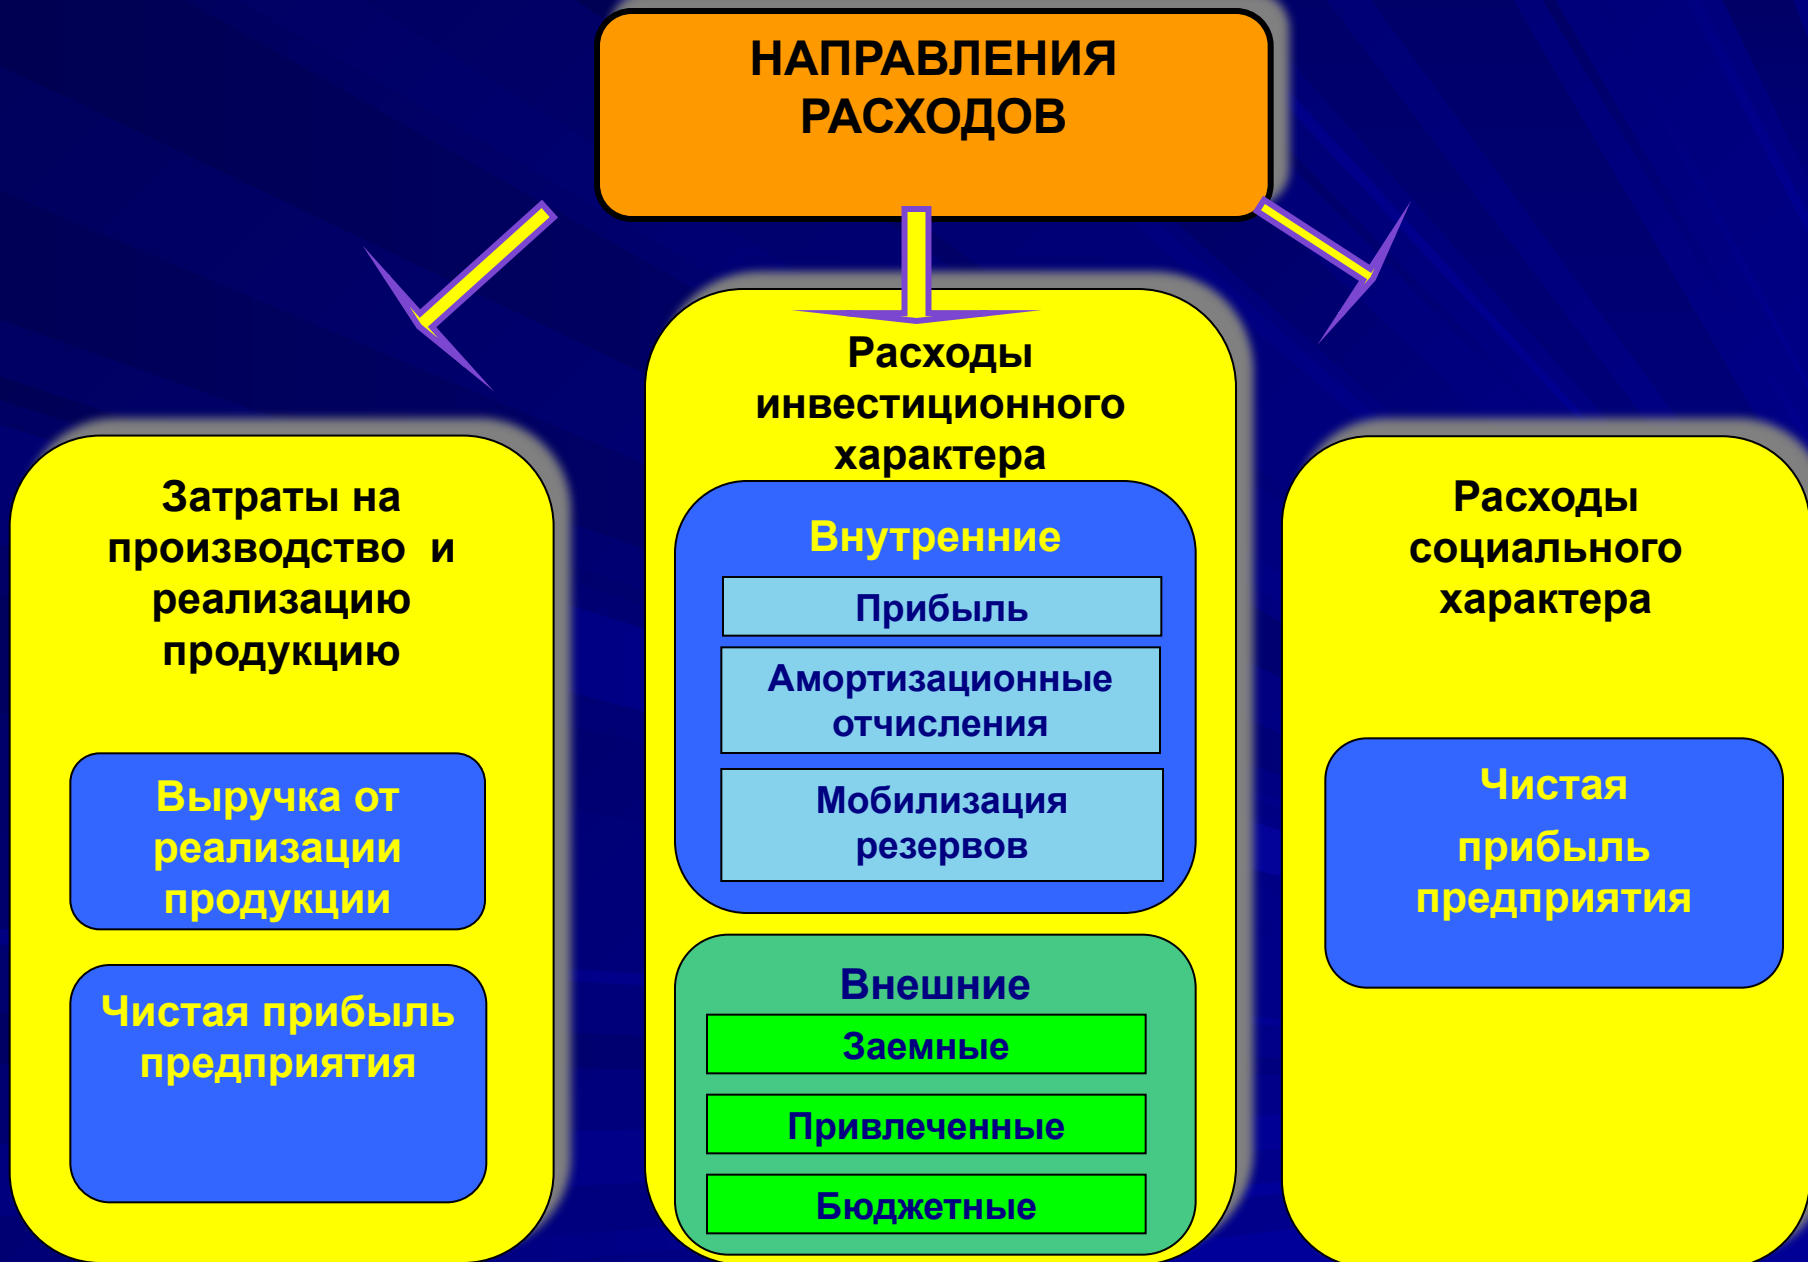 НАПРАВЛЕНИЯ
РАСХОДОВ
Затраты на
производство и
реализацию
продукцию
Выручка от
реализации
продукции
Чистая прибыль
предприятия
Расходы
инвестиционного
характера
Внутренние
Прибыль
Амортизационные
отчисления
Мобилизация
резервов
Внешние
Заемные
Привлеченные
Бюджетные
Расходы
социального
характера
Чистая
прибыль
предприятия